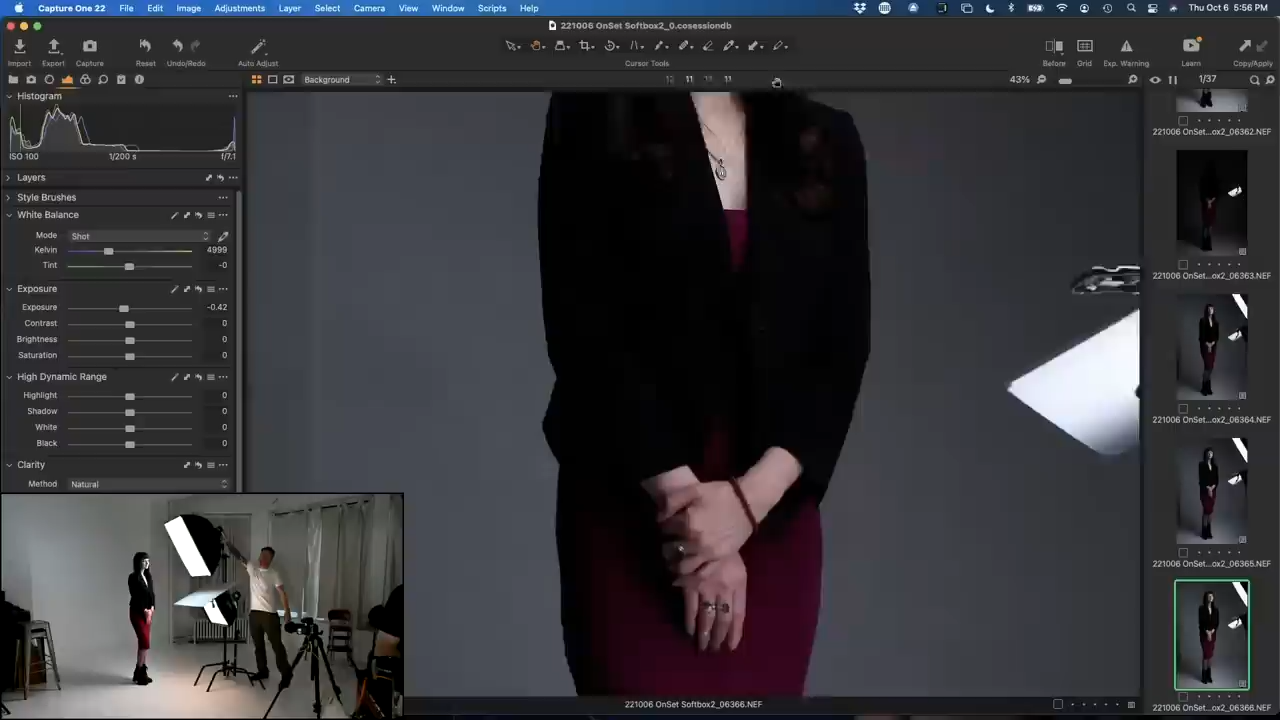 Capture One 22 File Edit Image Adjustments Layer Select Camera View Window Scripts Help Thu Oct 6 5:56 PM
221006 OnSet Softbox2_0.cosessiondb
Import Export Capture Reset Undo/Redo Auto Adjust Cursor Tools Before Grid Exp. Warning Learn Copy/Apply
Background 43% 1/37
Histogram
ISO 100 1/200 s f/7.1
221006 OnSet...ox2_06362.NEF
Layers
Style Brushes
White Balance
Mode Shot
Kelvin 4999
Tint -0
221006 OnSet...ox2_06363.NEF
Exposure
Exposure -0.42
Contrast 0
Brightness 0
Saturation 0
High Dynamic Range
Highlight 0
Shadow 0
221006 OnSet...ox2_06364.NEF
White 0
Black 0
Clarity
Method Natural
221006 OnSet...ox2_06365.NEF
221006 OnSet Softbox2_06366.NEF
221006 OnSet...ox2_06366.NEF